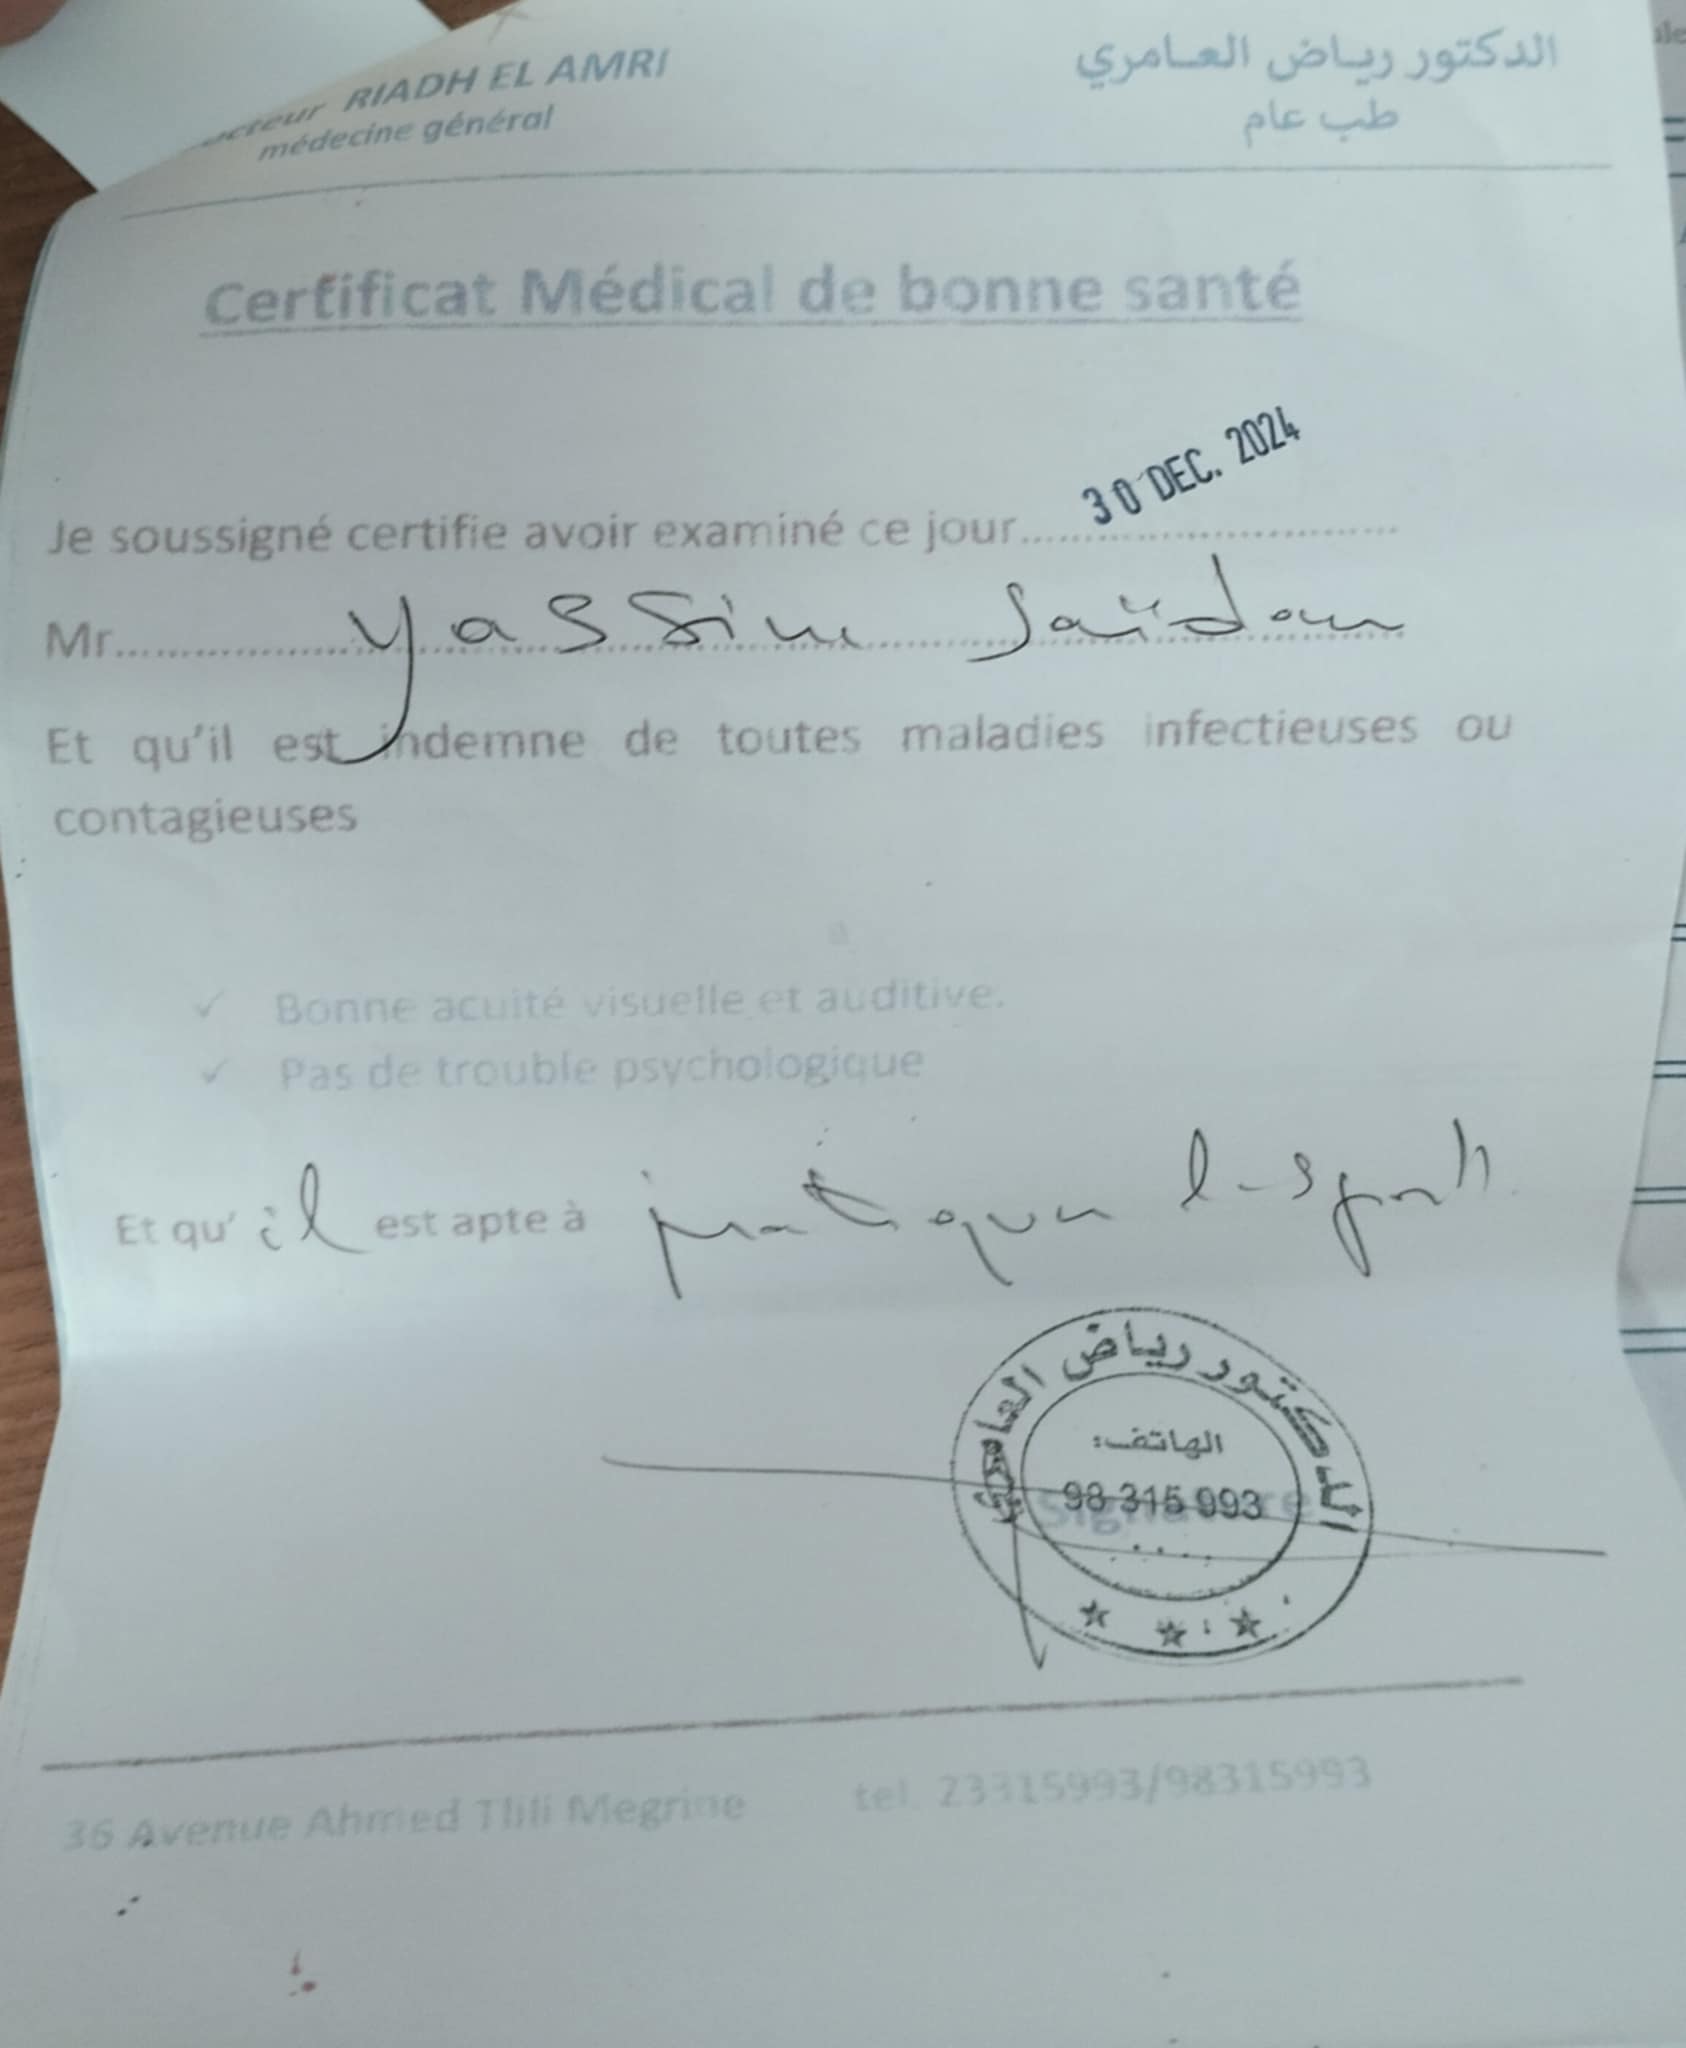 Docteur RIADH EL AMRI
médecine général
الدكتور رياض العامري
طب عام
Certificat Médical de bonne santé
Je soussigné certifie avoir examiné ce jour 30 DEC. 2024
Mr. Yassine Saïdan
Et qu'il est indemne de toutes maladies infectieuses ou
contagieuses
✓ Bonne acuité visuelle et auditive.
✓ Pas de trouble psychologique
Et qu' il est apte à pratiquer le sport.
الدكتور رياض العامري
الهاتف:
98 315 993
Signature
36 Avenue Ahmed Tlili Megrine tel. 23315993/98315993